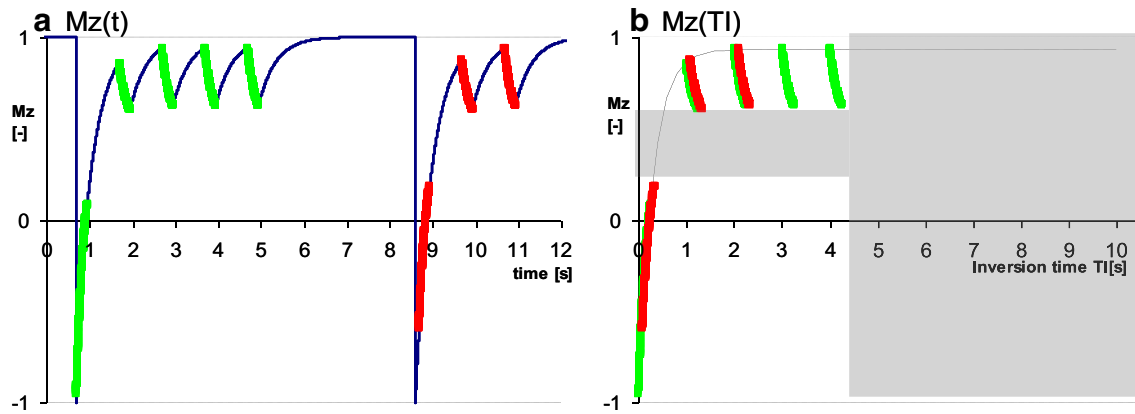 a Mz(t)
1
Mz
[-]
0
0 1 2 3 4 5 6 7 8 9 10 11 12
time [s]
-1
b Mz(TI)
1
Mz
[-]
0
0 1 2 3 4 5 6 7 8 9 10
Inversion time TI[s]
-1